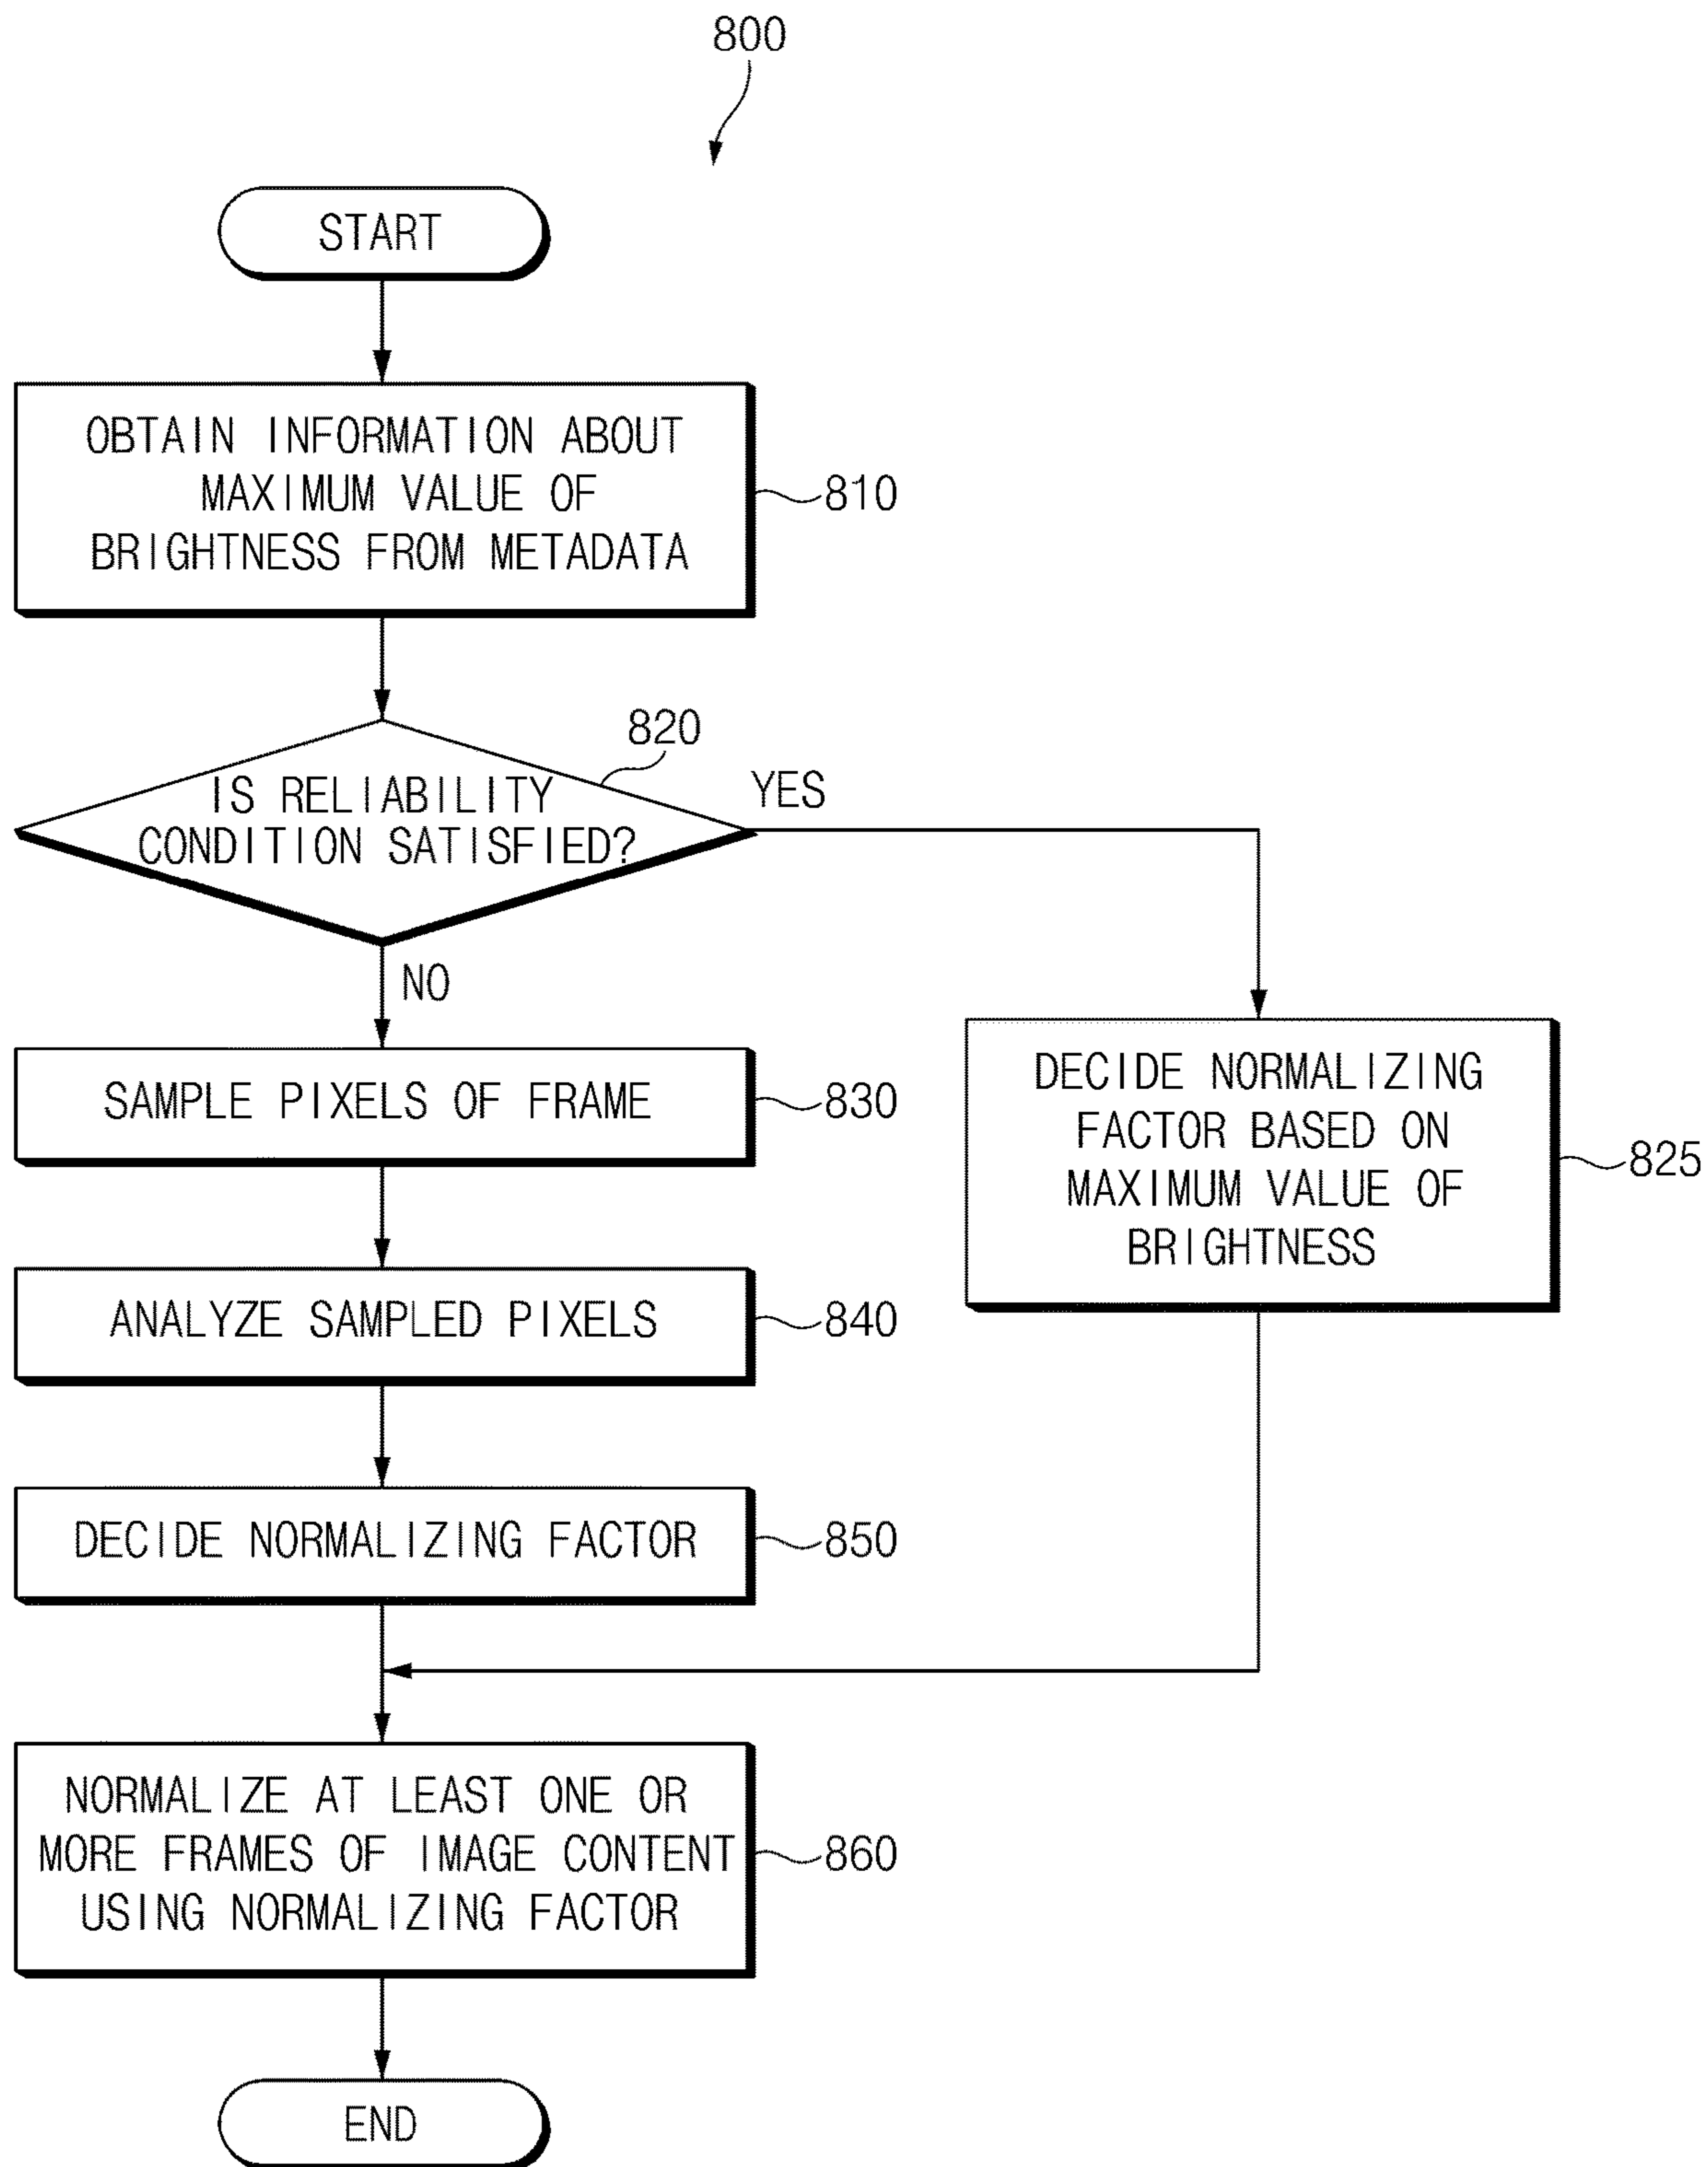 800
START
OBTAIN INFORMATION ABOUT
MAXIMUM VALUE OF
BRIGHTNESS FROM METADATA
810
820
IS RELIABILITY
CONDITION SATISFIED?
YES
NO
SAMPLE PIXELS OF FRAME
830
DECIDE NORMALIZING
FACTOR BASED ON
MAXIMUM VALUE OF
BRIGHTNESS
825
ANALYZE SAMPLED PIXELS
840
DECIDE NORMALIZING FACTOR
850
NORMALIZE AT LEAST ONE OR
MORE FRAMES OF IMAGE CONTENT
USING NORMALIZING FACTOR
860
END